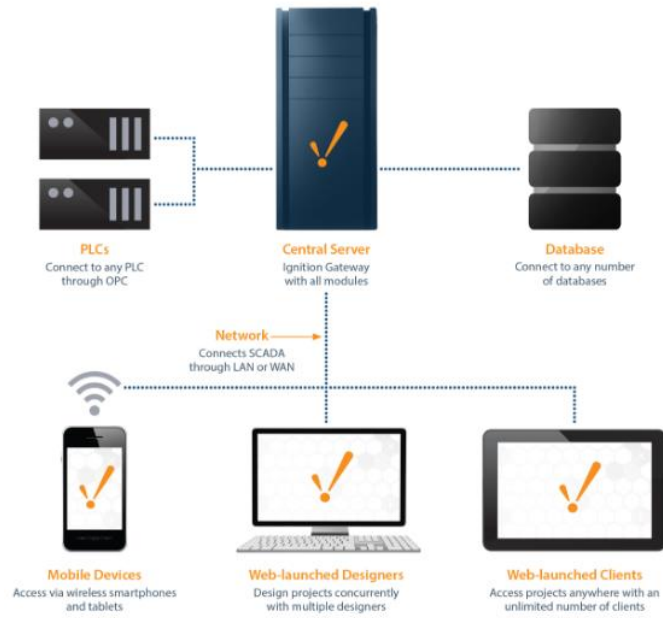 PLCs
Connect to any PLC
through OPC
Central Server
Ignition Gateway
with all modules
Database
Connect to any number
of databases
Network
Connects SCADA
through LAN or WAN
Mobile Devices
Access via wireless smartphones
and tablets
Web-launched Designers
Design projects concurrently
with multiple designers
Web-launched Clients
Access projects anywhere with an
unlimited number of clients